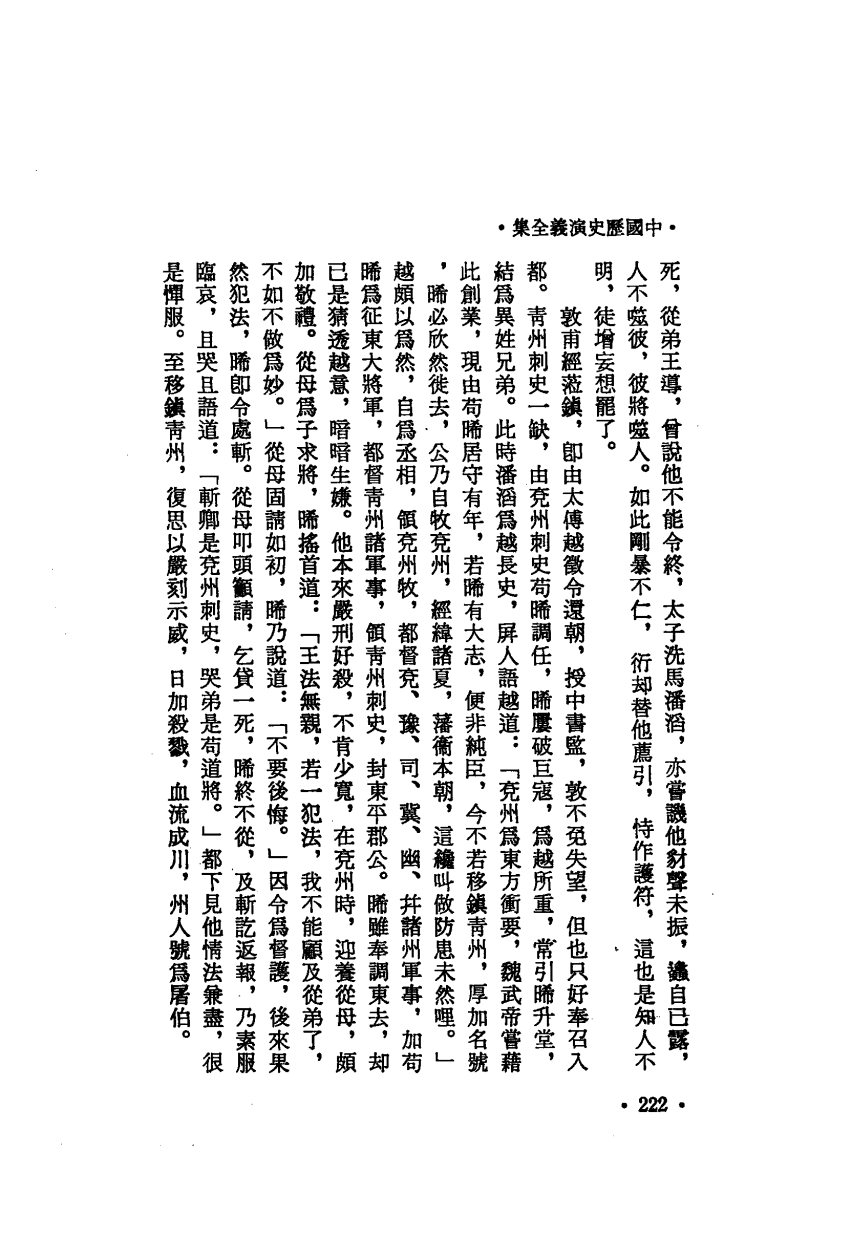 ·中國歷史演義全集·
死，從弟王導，曾說他不能令終，太子洗馬潘滔，亦嘗譏他豺聲未振，蠭自已露，
人不噬彼，彼將噬人。如此剛暴不仁，衍却替他薦引，恃作護符，這也是知人不
明，徒增妄想罷了。
敦甫經蒞鎮，卽由太傅越徵令還朝，授中書監，敦不免失望，但也只好奉召入
都。靑州刺史一缺，由兗州刺史苟晞調任，晞屢破巨寇，爲越所重，常引晞升堂，
結爲異姓兄弟。此時潘滔爲越長史，屏人語越道：「兗州爲東方衝要，魏武帝嘗藉
此創業，現由苟晞居守有年，若晞有大志，便非純臣，今不若移鎮靑州，厚加名號
，晞必欣然徙去，公乃自牧兗州，經緯諸夏，藩衞本朝，這纔叫做防患未然哩。」
越頗以爲然，自爲丞相，領兗州牧，都督兗、豫、司、冀、幽、幷諸州軍事，加苟
晞爲征東大將軍，都督靑州諸軍事，領靑州刺史，封東平郡公。晞雖奉調東去，却
已是猜透越意，暗暗生嫌。他本來嚴刑好殺，不肯少寬，在兗州時，迎養從母，頗
加敬禮。從母爲子求將，晞搖首道：「王法無親，若一犯法，我不能顧及從弟了，
不如不做爲妙。」從母固請如初，晞乃說道：「不要後悔。」因令爲督護，後來果
然犯法，晞卽令處斬。從母叩頭籲請，乞貸一死，晞終不從，及斬訖返報，乃素服
臨哀，且哭且語道：「斬卿是兗州刺史，哭弟是苟道將。」都下見他情法兼盡，很
是憚服。至移鎮靑州，復思以嚴刻示威，日加殺戮，血流成川，州人號爲屠伯。
·222·